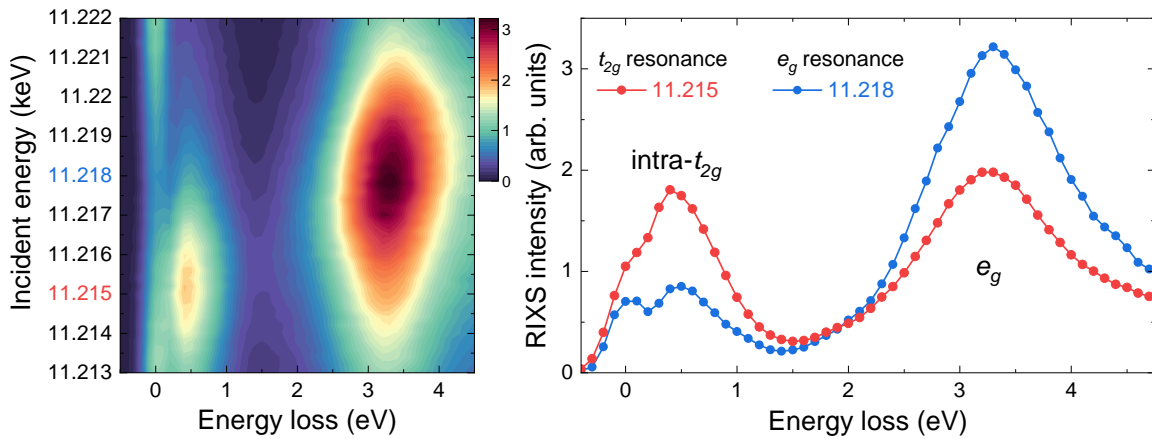 11.222
11.221
11.22
11.219
11.218
11.217
11.216
11.215
11.214
11.213
Incident energy (keV)
0 1 2 3 4
Energy loss (eV)
3
2
1
0
RIXS intensity (arb. units)
3
2
1
0
t2g resonance
11.215
eg resonance
11.218
intra-t2g
eg
0 1 2 3 4
Energy loss (eV)